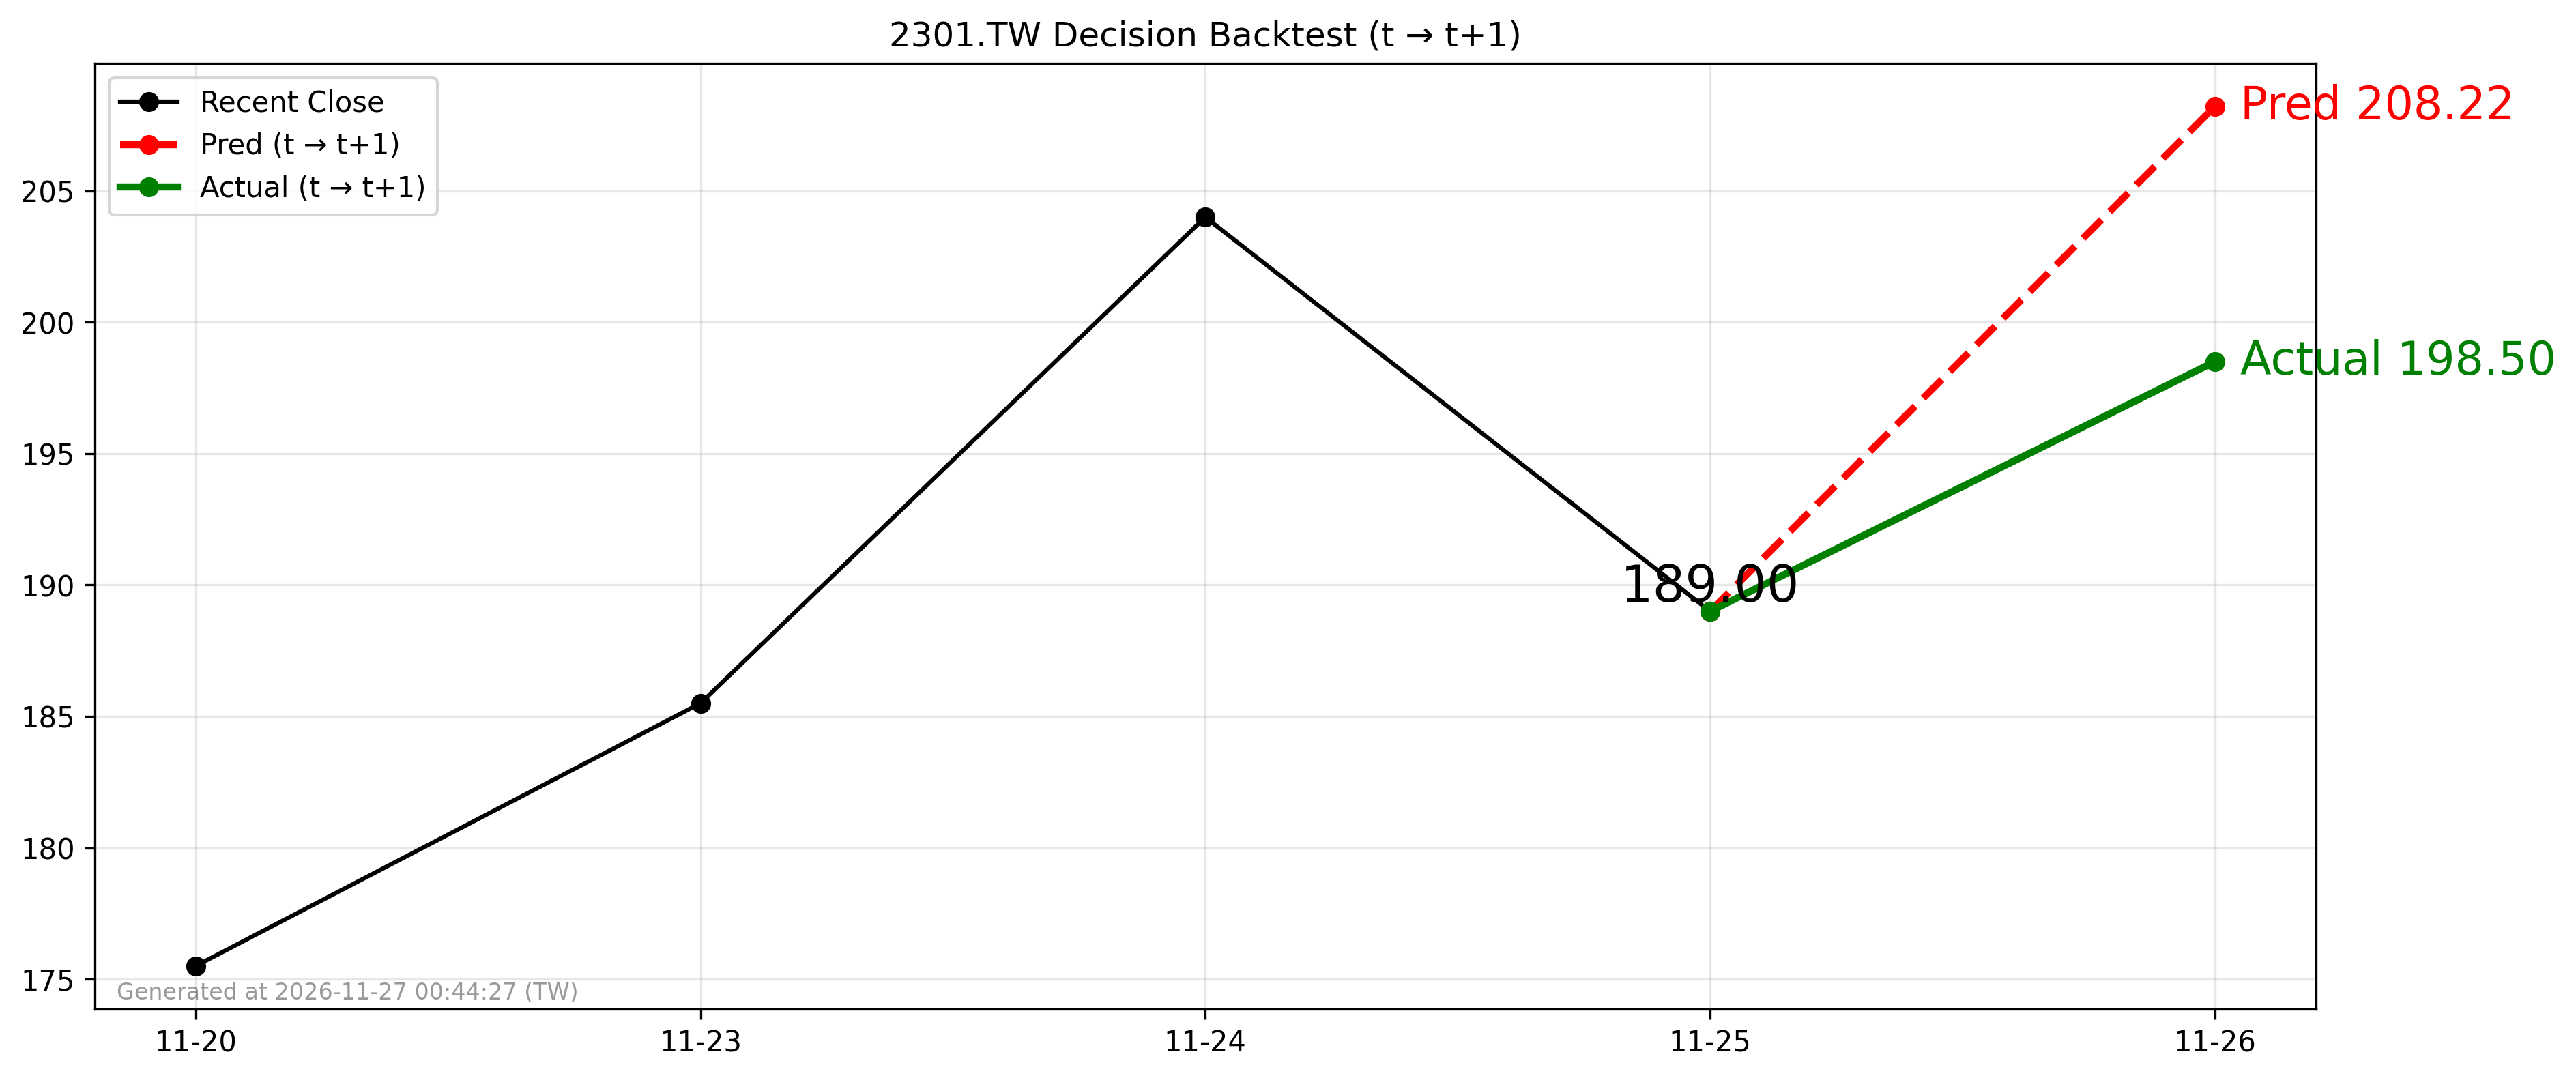 2301.TW Decision Backtest (t → t+1)
Recent Close
Pred (t → t+1)
Actual (t → t+1)
Pred 208.22
Actual 198.50
189.00
205
200
195
190
185
180
175
Generated at 2026-11-27 00:44:27 (TW)
11-20
11-23
11-24
11-25
11-26